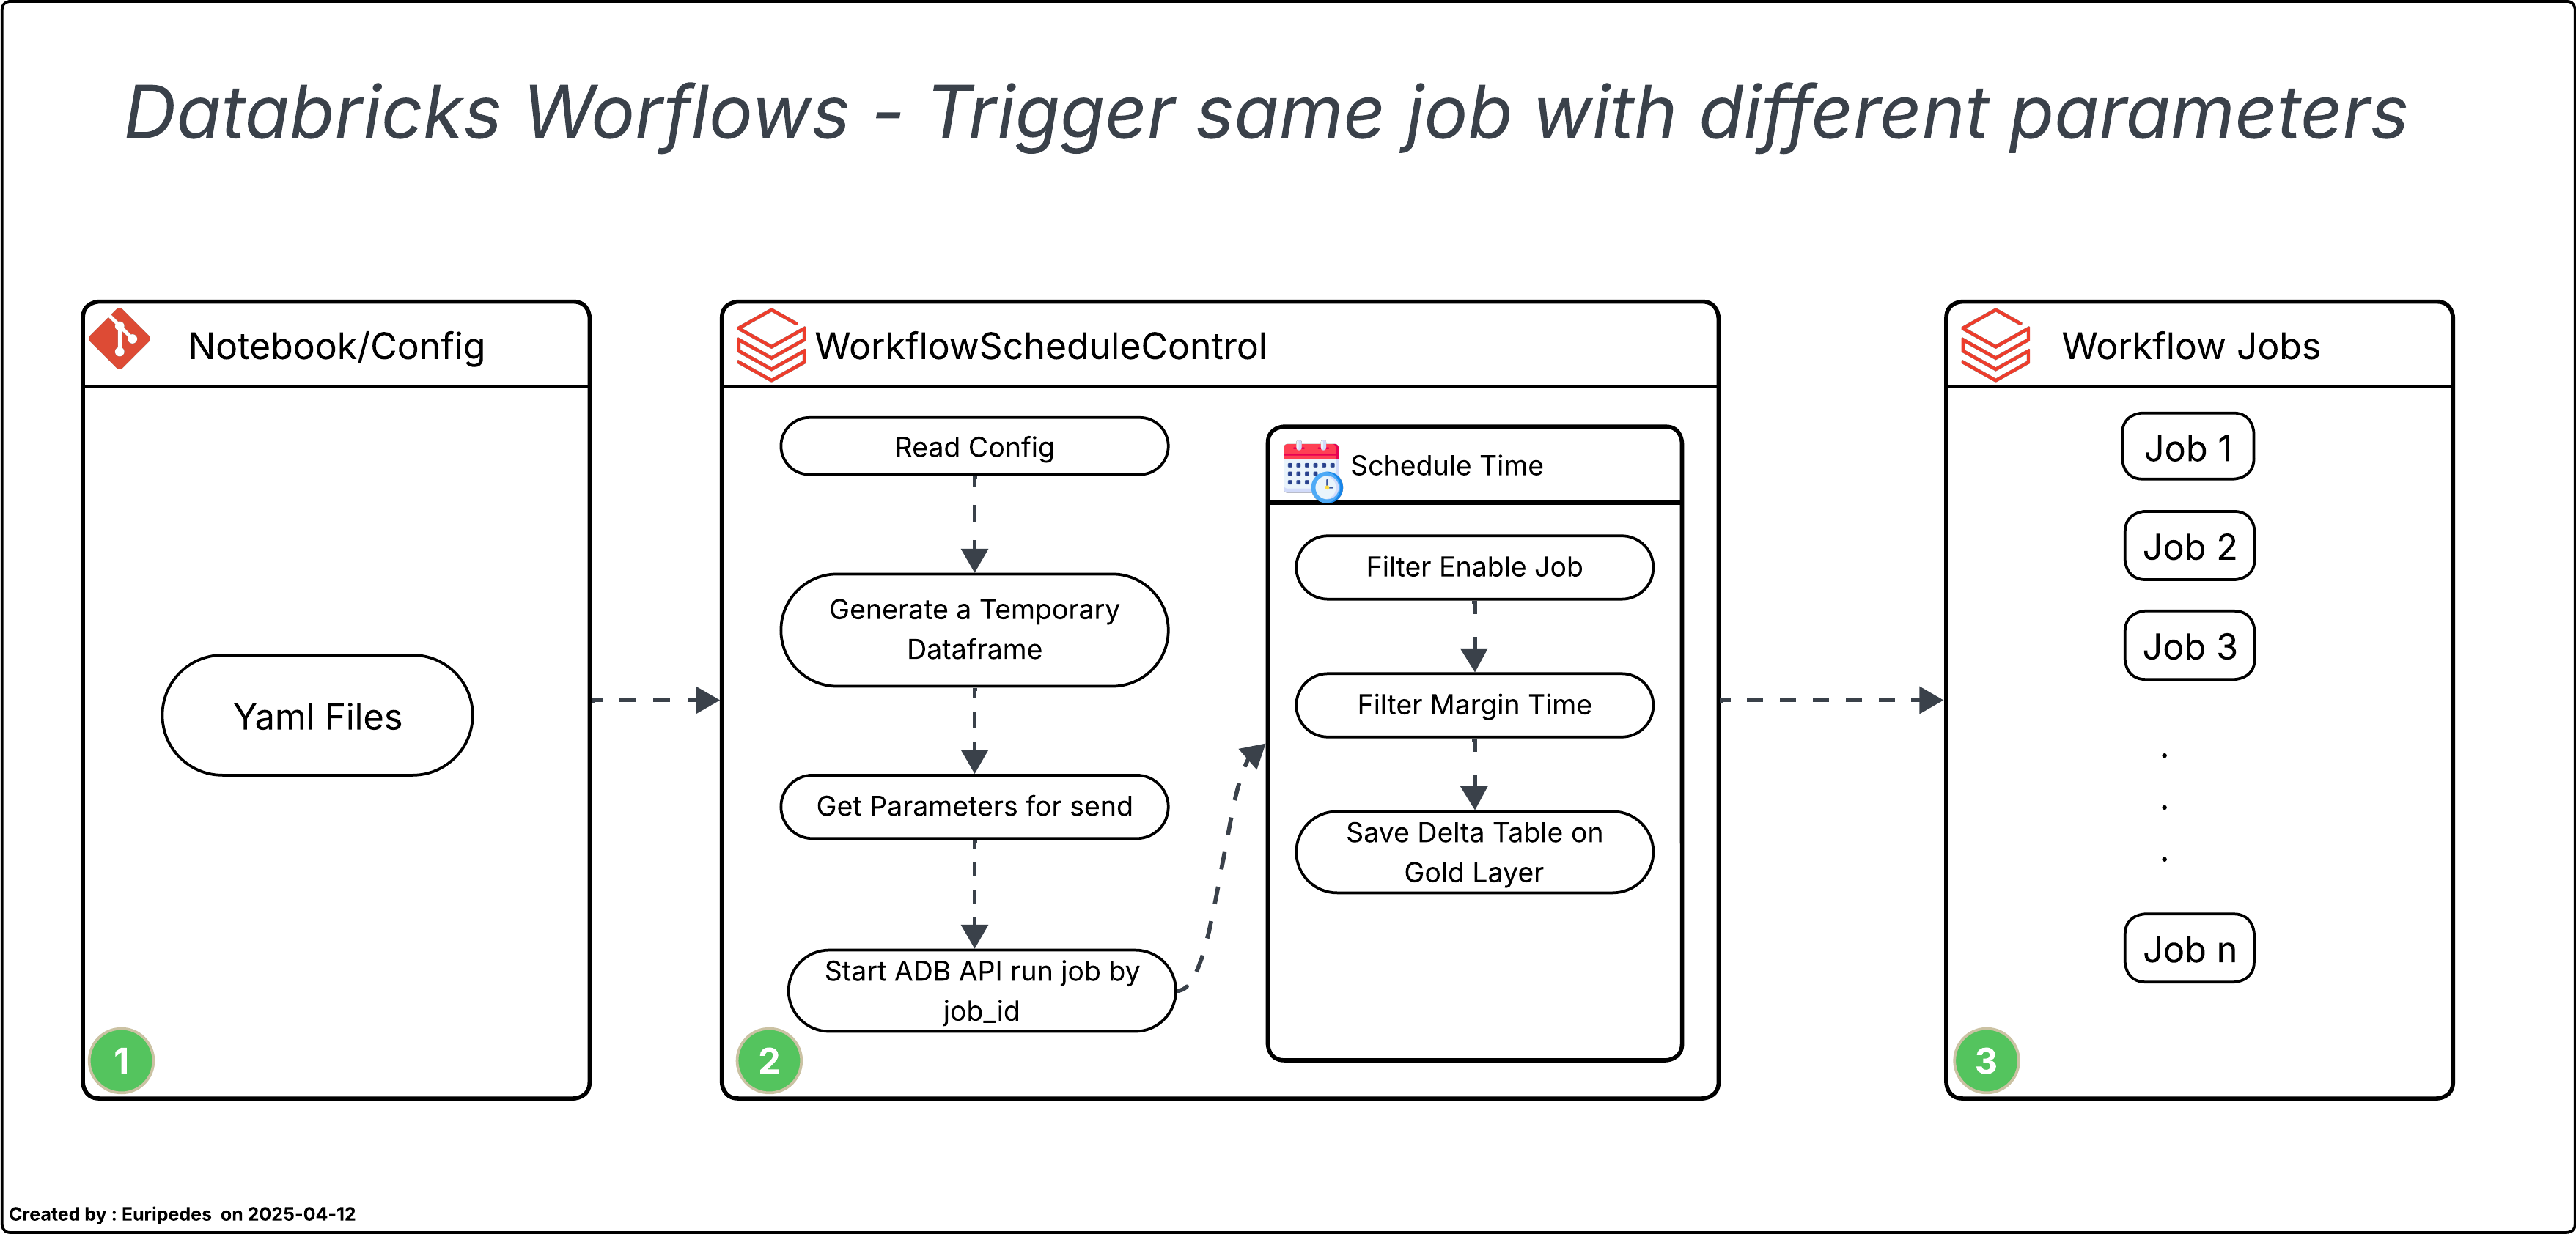 Databricks Worflows - Trigger same job with different parameters
Notebook/Config
Yaml Files
1
WorkflowScheduleControl
Read Config
Generate a Temporary
Dataframe
Get Parameters for send
Start ADB API run job by
job_id
2
Schedule Time
Filter Enable Job
Filter Margin Time
Save Delta Table on
Gold Layer
Workflow Jobs
Job 1
Job 2
Job 3
.
.
.
Job n
3
Created by : Euripedes on 2025-04-12